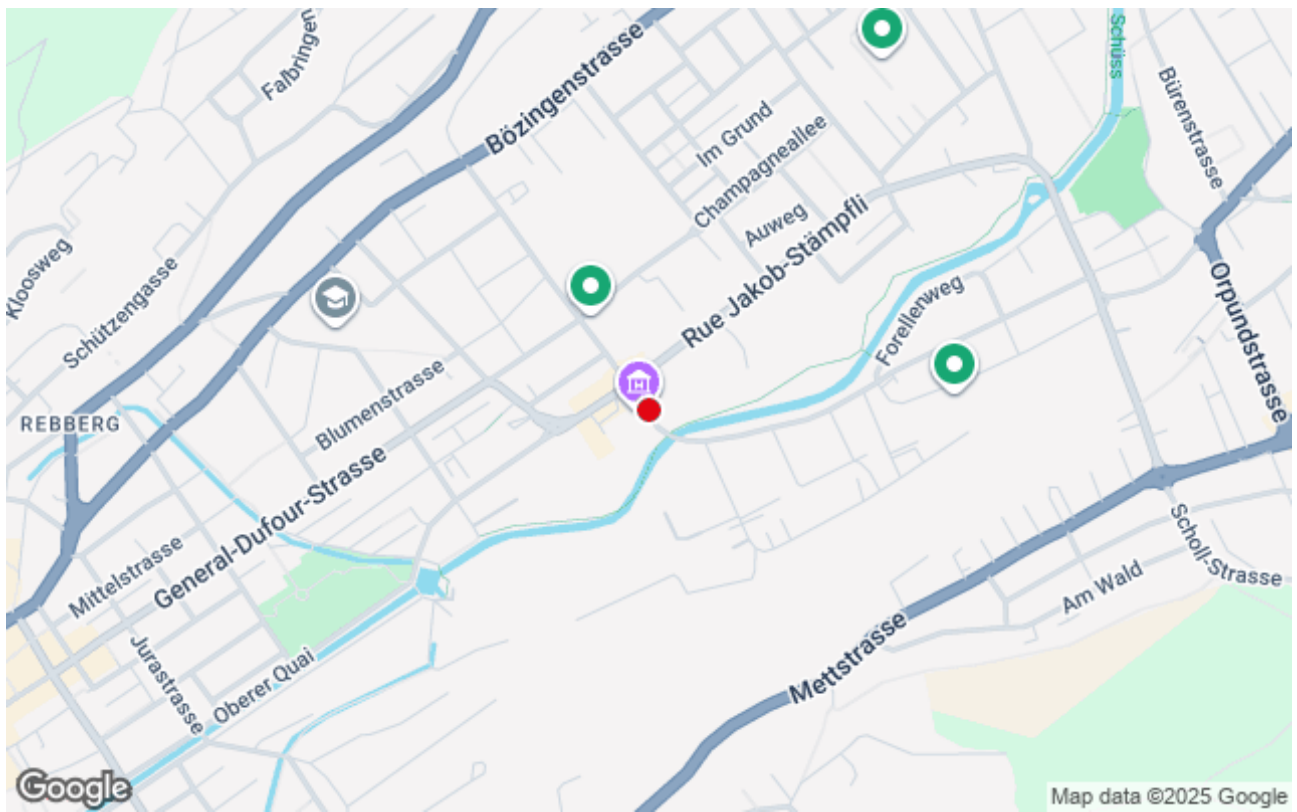 Falbringen
Bözingenstrasse
Schüss
Bürenstrasse
Im Grund
Champagneallee
Kloosweg
Schützengasse
Auweg
Rue Jakob-Stämpfli
Forellenweg
Orpundstrasse
REBBERG
Blumenstrasse
General-Dufour-Strasse
Mittelstrasse
Scholl-Strasse
Am Wald
Jurastrasse
Oberer Quai
Mettstrasse
Google
Map data ©2025 Google